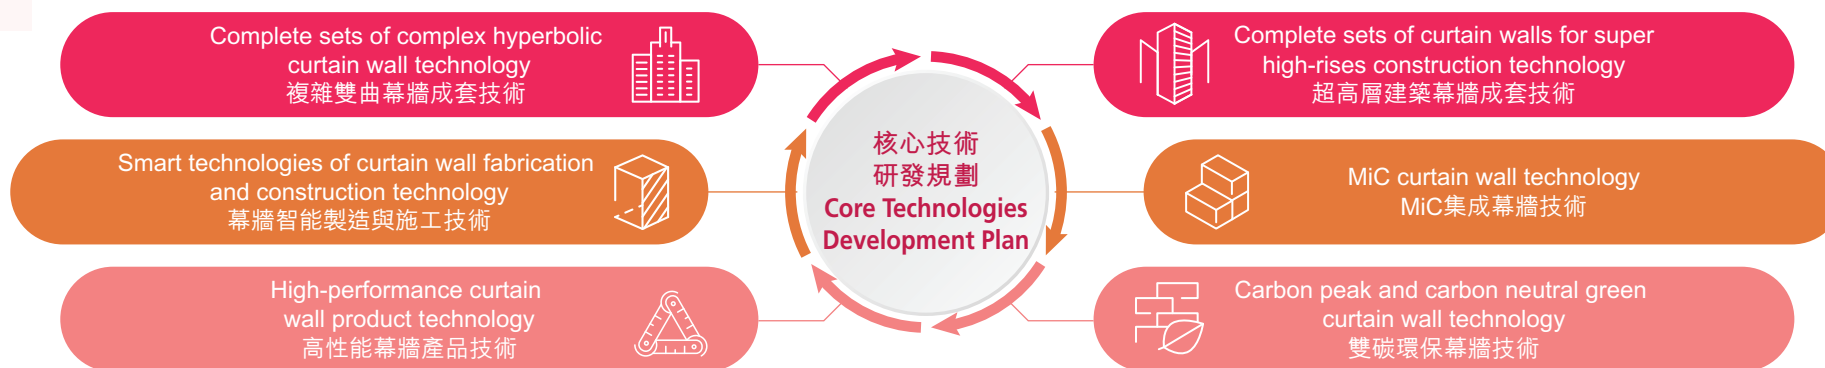 Complete sets of complex hyperbolic
curtain wall technology
複雜雙曲幕牆成套技術
Smart technologies of curtain wall fabrication
and construction technology
幕牆智能製造與施工技術
High-performance curtain
wall product technology
高性能幕牆產品技術
核心技術
研發規劃
Core Technologies
Development Plan
Complete sets of curtain walls for super
high-rises construction technology
超高層建築幕牆成套技術
MiC curtain wall technology
MiC集成幕牆技術
Carbon peak and carbon neutral green
curtain wall technology
雙碳環保幕牆技術